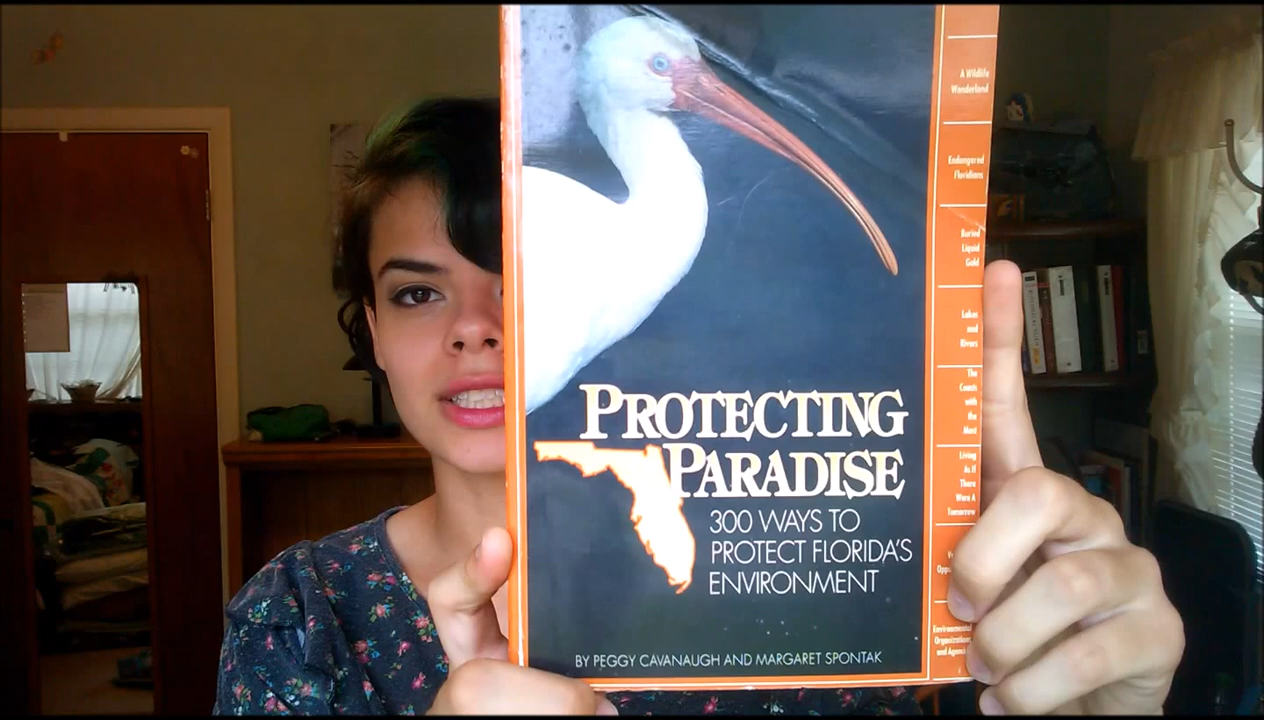 PROTECTING
PARADISE
300 WAYS TO
PROTECT FLORIDA'S
ENVIRONMENT
BY PEGGY CAVANAUGH AND MARGARET SPONTAK
A Wildlife
Wonderland
Endangered
Floridians
Buried
Liquid
Gold
Lakes
and
Rivers
The
Coasts
with
the
Most
Living
As If
There
Were A
Tomorrow
Environmental
Organizations
and